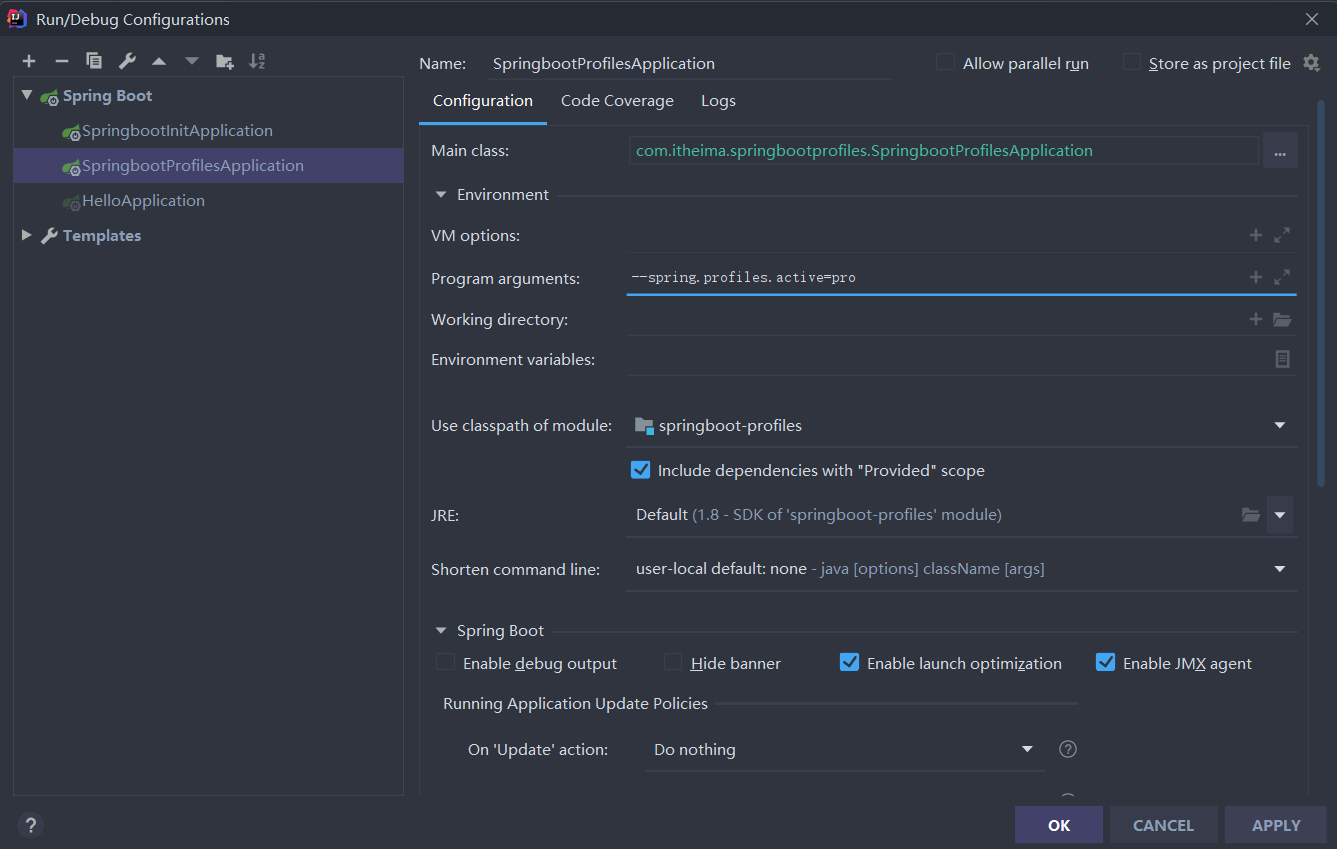 Run/Debug Configurations
Name: SpringbootProfilesApplication
Allow parallel run
Store as project file
Spring Boot
SpringbootInitApplication
SpringbootProfilesApplication
HelloApplication
Templates
Configuration Code Coverage Logs
Main class: com.itheima.springbootprofiles.SpringbootProfilesApplication ...
Environment
VM options:
Program arguments: --spring.profiles.active=pro
Working directory:
Environment variables:
Use classpath of module: springboot-profiles
Include dependencies with "Provided" scope
JRE: Default (1.8 - SDK of 'springboot-profiles' module)
Shorten command line: user-local default: none - java [options] className [args]
Spring Boot
Enable debug output Hide banner Enable launch optimization Enable JMX agent
Running Application Update Policies
On 'Update' action: Do nothing ?
? OK CANCEL APPLY